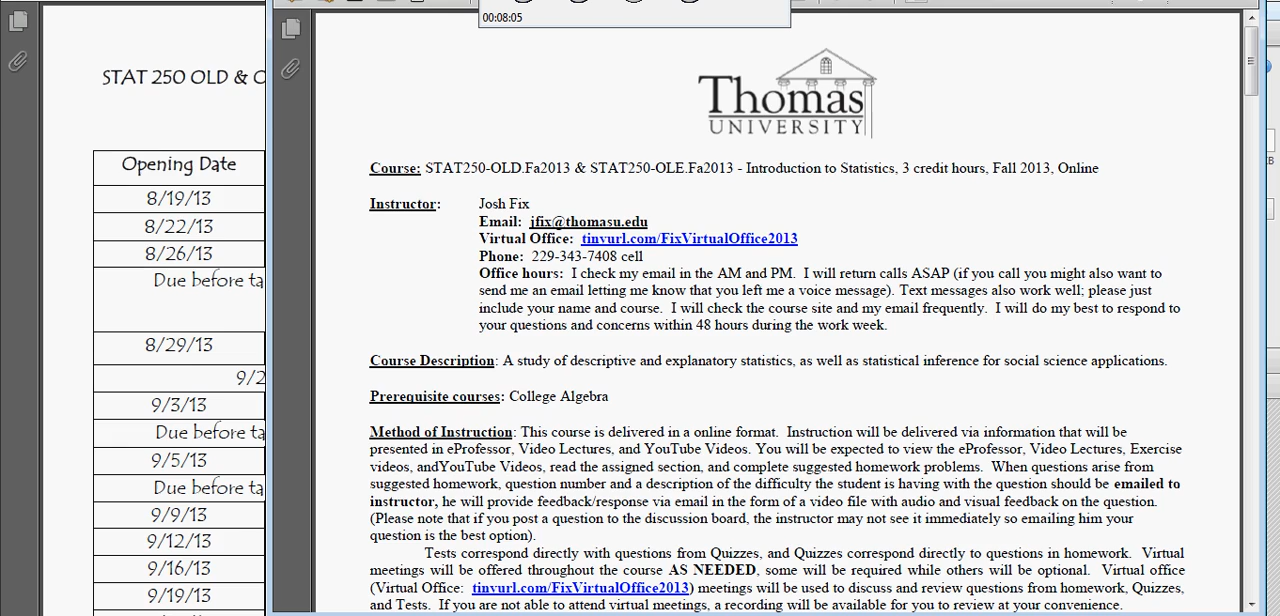 00:08:05
STAT 250 OLD & O
Opening Date
8/19/13
8/22/13
8/26/13
Due before ta
8/29/13
9/2
9/3/13
Due before ta
9/5/13
Due before ta
9/9/13
9/12/13
9/16/13
9/19/13
Thomas
UNIVERSITY
Course: STAT250-OLD.Fa2013 & STAT250-OLE.Fa2013 - Introduction to Statistics, 3 credit hours, Fall 2013, Online
Instructor: Josh Fix
Email: jfix@thomasu.edu
Virtual Office: tinyurl.com/FixVirtualOffice2013
Phone: 229-343-7408 cell
Office hours: I check my email in the AM and PM. I will return calls ASAP (if you call you might also want to
send me an email letting me know that you left me a voice message). Text messages also work well; please just
include your name and course. I will check the course site and my email frequently. I will do my best to respond to
your questions and concerns within 48 hours during the work week.
Course Description: A study of descriptive and explanatory statistics, as well as statistical inference for social science applications.
Prerequisite courses: College Algebra
Method of Instruction: This course is delivered in a online format. Instruction will be delivered via information that will be
presented in eProfessor, Video Lectures, and YouTube Videos. You will be expected to view the eProfessor, Video Lectures, Exercise
videos, andYouTube Videos, read the assigned section, and complete suggested homework problems. When questions arise from
suggested homework, question number and a description of the difficulty the student is having with the question should be emailed to
instructor, he will provide feedback/response via email in the form of a video file with audio and visual feedback on the question.
(Please note that if you post a question to the discussion board, the instructor may not see it immediately so emailing him your
question is the best option).
Tests correspond directly with questions from Quizzes, and Quizzes correspond directly to questions in homework. Virtual
meetings will be offered throughout the course AS NEEDED, some will be required while others will be optional. Virtual office
(Virtual Office: tinyurl.com/FixVirtualOffice2013) meetings will be used to discuss and review questions from homework, Quizzes,
and Tests. If you are not able to attend virtual meetings, a recording will be available for you to review at your convenience.